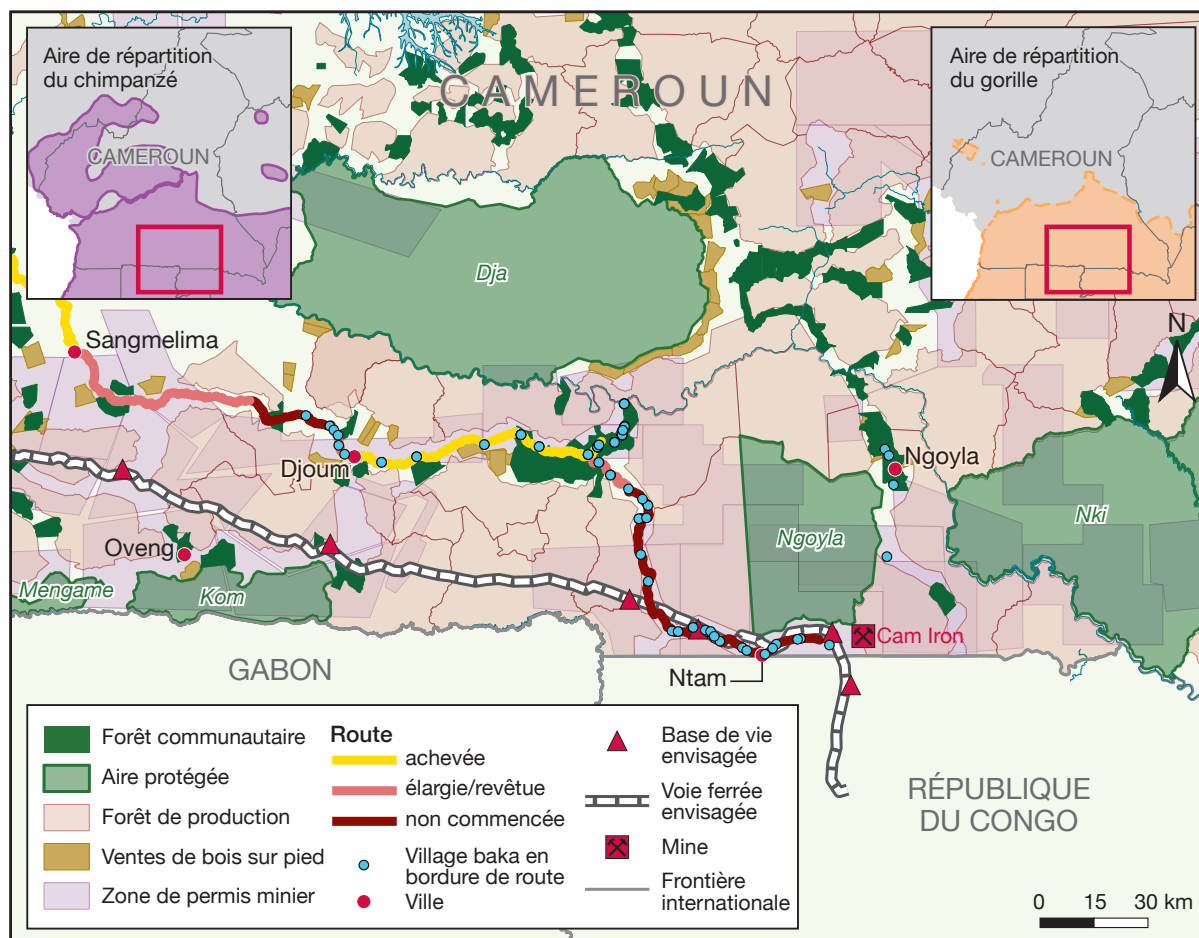 Aire de répartition
du chimpanzé
CAMEROUN
CAMEROUN
Aire de répartition
du gorille
CAMEROUN
Dja
N
Sangmelima
Djoum
Ngoyla
Nki
Ngoyla
Oveng
Mengame
Kom
Cam Iron
GABON
Ntam
RÉPUBLIQUE
DU CONGO
Forêt communautaire
Aire protégée
Forêt de production
Ventes de bois sur pied
Zone de permis minier
Route
achevée
élargie/revêtue
non commencée
Village baka en
bordure de route
Ville
Base de vie
envisagée
Voie ferrée
envisagée
Mine
Frontière
internationale
0 15 30 km